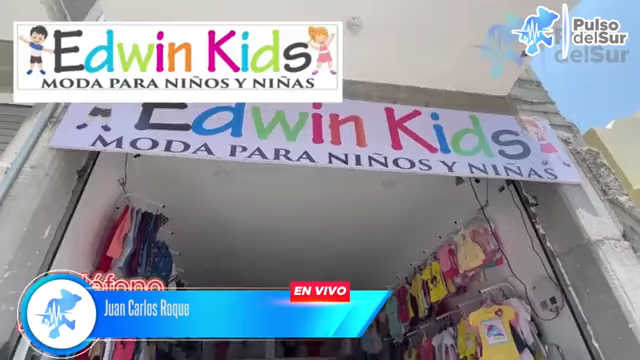 Edwin Kids
MODA PARA NIÑOS Y NIÑAS
Pulso
delSur
delSur
Edwin Kids
MODA PARA NIÑOS Y NIÑAS
EN VIVO
Juan Carlos Roque